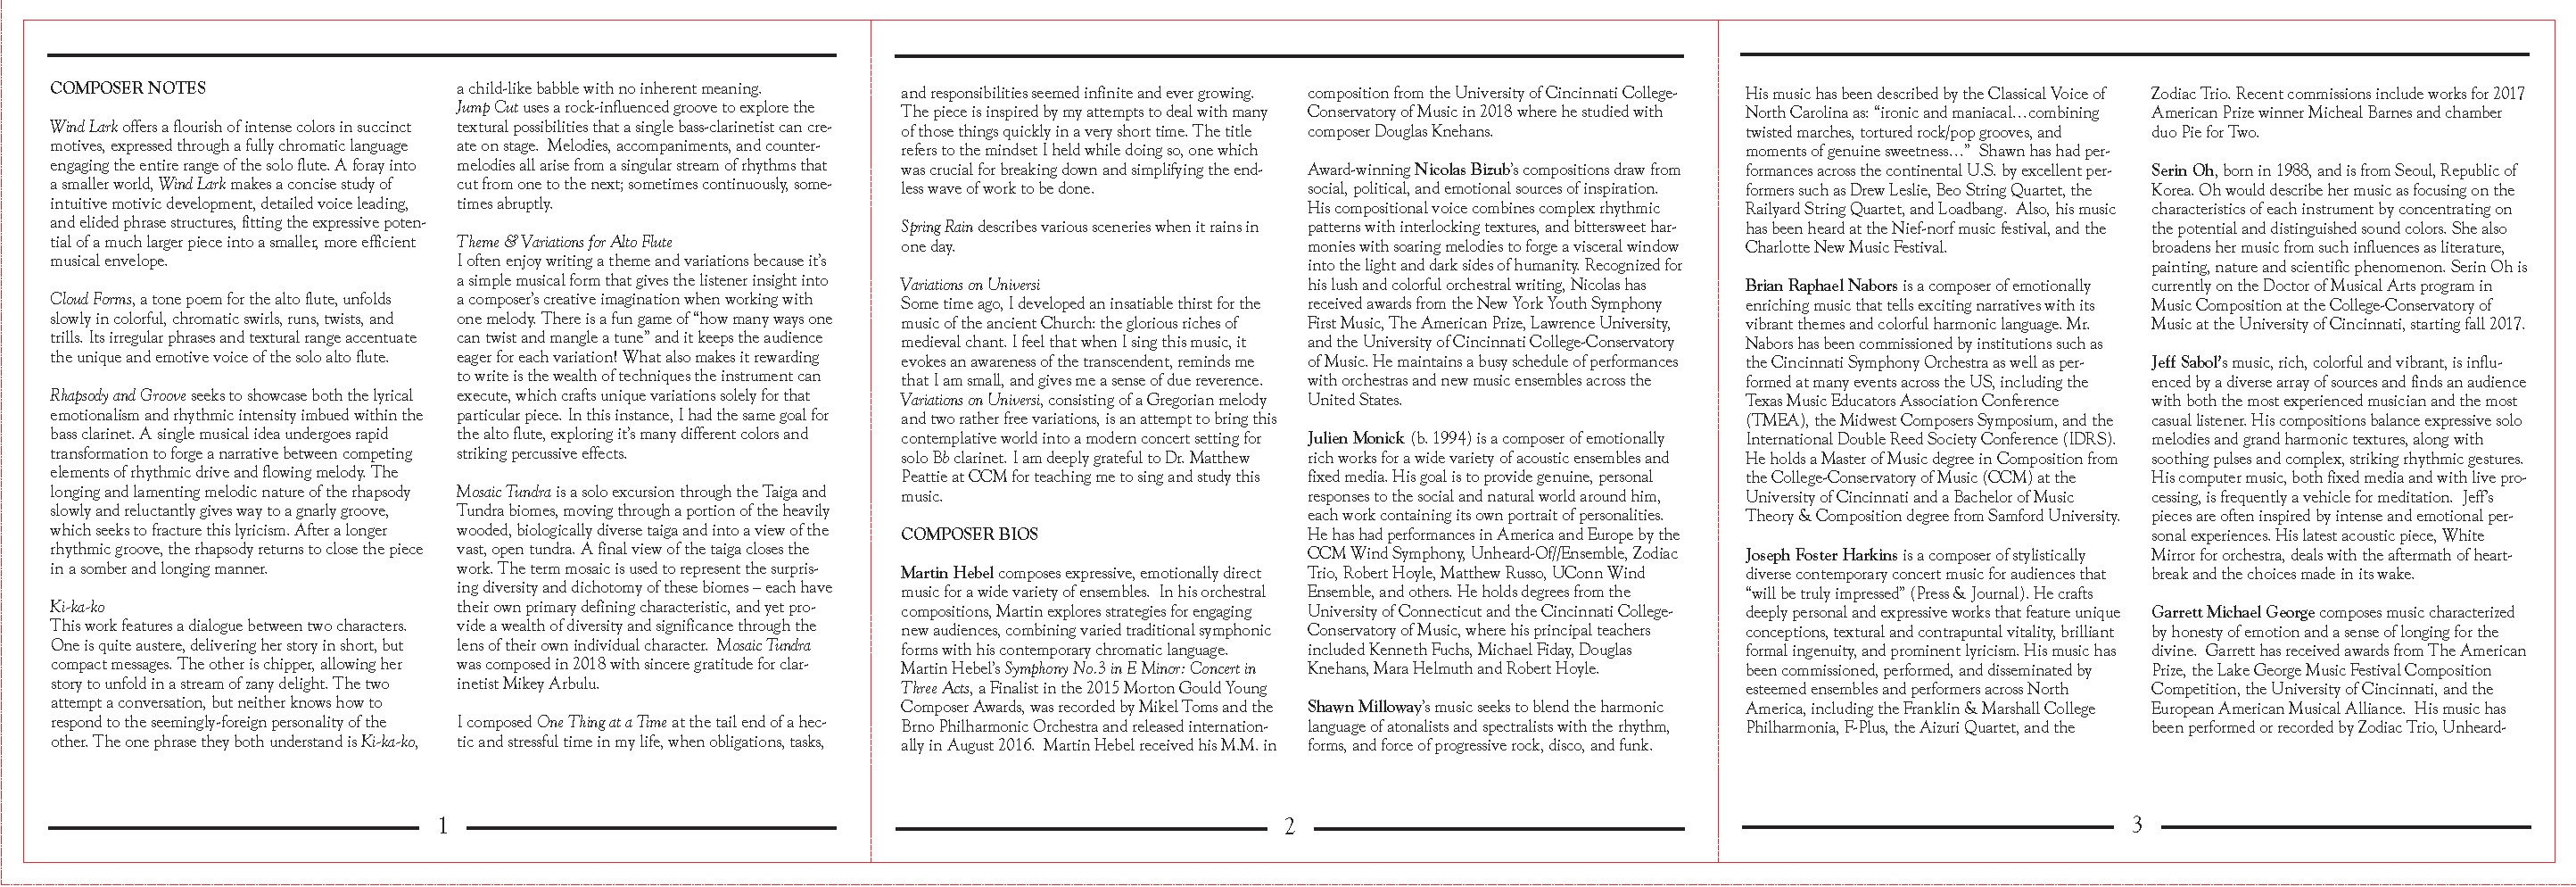 COMPOSER NOTES
Wind Lark offers a flourish of intense colors in succinct
motives, expressed through a fully chromatic language
engaging the entire range of the solo flute. A foray into
a smaller world, Wind Lark makes a concise study of
intuitive motivic development, detailed voice leading,
and elided phrase structures, fitting the expressive poten-
tial of a much larger piece into a smaller, more efficient
musical envelope.
Cloud Forms, a tone poem for the alto flute, unfolds
slowly in colorful, chromatic swirls, runs, twists, and
trills. Its irregular phrases and textural range accentuate
the unique and emotive voice of the solo alto flute.
Rhapsody and Groove seeks to showcase both the lyrical
emotionalism and rhythmic intensity imbued within the
bass clarinet. A single musical idea undergoes rapid
transformation to forge a narrative between competing
elements of rhythmic drive and flowing melody. The
longing and lamenting melodic nature of the rhapsody
slowly and reluctantly gives way to a gnarly groove,
which seeks to fracture this lyricism. After a longer
rhythmic groove, the rhapsody returns to close the piece
in a somber and longing manner.
Ki-ka-ko
This work features a dialogue between two characters.
One is quite austere, delivering her story in short, but
compact messages. The other is chipper, allowing her
story to unfold in a stream of zany delight. The two
attempt a conversation, but neither knows how to
respond to the seemingly-foreign personality of the
other. The one phrase they both understand is Ki-ka-ko,
a child-like babble with no inherent meaning.
Jump Cut uses a rock-influenced groove to explore the
textural possibilities that a single bass-clarinetist can cre-
ate on stage.  Melodies, accompaniments, and counter-
melodies all arise from a singular stream of rhythms that
cut from one to the next; sometimes continuously, some-
times abruptly.
Theme & Variations for Alto Flute
I often enjoy writing a theme and variations because it's
a simple musical form that gives the listener insight into
a composer's creative imagination when working with
one melody. There is a fun game of “how many ways one
can twist and mangle a tune” and it keeps the audience
eager for each variation! What also makes it rewarding
to write is the wealth of techniques the instrument can
execute, which crafts unique variations solely for that
particular piece. In this instance, I had the same goal for
the alto flute, exploring it's many different colors and
striking percussive effects.
Mosaic Tundra is a solo excursion through the Taiga and
Tundra biomes, moving through a portion of the heavily
wooded, biologically diverse taiga and into a view of the
vast, open tundra. A final view of the taiga closes the
work. The term mosaic is used to represent the surpris-
ing diversity and dichotomy of these biomes – each have
their own primary defining characteristic, and yet pro-
vide a wealth of diversity and significance through the
lens of their own individual character.  Mosaic Tundra
was composed in 2018 with sincere gratitude for clar-
inetist Mikey Arbulu.
I composed One Thing at a Time at the tail end of a hec-
tic and stressful time in my life, when obligations, tasks,
1
and responsibilities seemed infinite and ever growing.
The piece is inspired by my attempts to deal with many
of those things quickly in a very short time. The title
refers to the mindset I held while doing so, one which
was crucial for breaking down and simplifying the end-
less wave of work to be done.
Spring Rain describes various sceneries when it rains in
one day.
Variations on Universi
Some time ago, I developed an insatiable thirst for the
music of the ancient Church: the glorious riches of
medieval chant. I feel that when I sing this music, it
evokes an awareness of the transcendent, reminds me
that I am small, and gives me a sense of due reverence.
Variations on Universi, consisting of a Gregorian melody
and two rather free variations, is an attempt to bring this
contemplative world into a modern concert setting for
solo Bb clarinet. I am deeply grateful to Dr. Matthew
Peattie at CCM for teaching me to sing and study this
music.
COMPOSER BIOS
Martin Hebel composes expressive, emotionally direct
music for a wide variety of ensembles.  In his orchestral
compositions, Martin explores strategies for engaging
new audiences, combining varied traditional symphonic
forms with his contemporary chromatic language.
Martin Hebel's Symphony No.3 in E Minor: Concert in
Three Acts, a Finalist in the 2015 Morton Gould Young
Composer Awards, was recorded by Mikel Toms and the
Brno Philharmonic Orchestra and released internation-
ally in August 2016.  Martin Hebel received his M.M. in
composition from the University of Cincinnati College-
Conservatory of Music in 2018 where he studied with
composer Douglas Knehans.
Award-winning Nicolas Bizub's compositions draw from
social, political, and emotional sources of inspiration.
His compositional voice combines complex rhythmic
patterns with interlocking textures, and bittersweet har-
monies with soaring melodies to forge a visceral window
into the light and dark sides of humanity. Recognized for
his lush and colorful orchestral writing, Nicolas has
received awards from the New York Youth Symphony
First Music, The American Prize, Lawrence University,
and the University of Cincinnati College-Conservatory
of Music. He maintains a busy schedule of performances
with orchestras and new music ensembles across the
United States.
Julien Monick (b. 1994) is a composer of emotionally
rich works for a wide variety of acoustic ensembles and
fixed media. His goal is to provide genuine, personal
responses to the social and natural world around him,
each work containing its own portrait of personalities.
He has had performances in America and Europe by the
CCM Wind Symphony, Unheard-Of//Ensemble, Zodiac
Trio, Robert Hoyle, Matthew Russo, UConn Wind
Ensemble, and others. He holds degrees from the
University of Connecticut and the Cincinnati College-
Conservatory of Music, where his principal teachers
included Kenneth Fuchs, Michael Fiday, Douglas
Knehans, Mara Helmuth and Robert Hoyle.
Shawn Milloway's music seeks to blend the harmonic
language of atonalists and spectralists with the rhythm,
forms, and force of progressive rock, disco, and funk.
2
His music has been described by the Classical Voice of
North Carolina as: “ironic and maniacal…combining
twisted marches, tortured rock/pop grooves, and
moments of genuine sweetness…”  Shawn has had per-
formances across the continental U.S. by excellent per-
formers such as Drew Leslie, Beo String Quartet, the
Railyard String Quartet, and Loadbang.  Also, his music
has been heard at the Nief-norf music festival, and the
Charlotte New Music Festival.
Brian Raphael Nabors is a composer of emotionally
enriching music that tells exciting narratives with its
vibrant themes and colorful harmonic language. Mr.
Nabors has been commissioned by institutions such as
the Cincinnati Symphony Orchestra as well as per-
formed at many events across the US, including the
Texas Music Educators Association Conference
(TMEA), the Midwest Composers Symposium, and the
International Double Reed Society Conference (IDRS).
He holds a Master of Music degree in Composition from
the College-Conservatory of Music (CCM) at the
University of Cincinnati and a Bachelor of Music
Theory & Composition degree from Samford University.
Joseph Foster Harkins is a composer of stylistically
diverse contemporary concert music for audiences that
“will be truly impressed” (Press & Journal). He crafts
deeply personal and expressive works that feature unique
conceptions, textural and contrapuntal vitality, brilliant
formal ingenuity, and prominent lyricism. His music has
been commissioned, performed, and disseminated by
esteemed ensembles and performers across North
America, including the Franklin & Marshall College
Philharmonia, F-Plus, the Aizuri Quartet, and the
Zodiac Trio. Recent commissions include works for 2017
American Prize winner Micheal Barnes and chamber
duo Pie for Two.
Serin Oh, born in 1988, and is from Seoul, Republic of
Korea. Oh would describe her music as focusing on the
characteristics of each instrument by concentrating on
the potential and distinguished sound colors. She also
broadens her music from such influences as literature,
painting, nature and scientific phenomenon. Serin Oh is
currently on the Doctor of Musical Arts program in
Music Composition at the College-Conservatory of
Music at the University of Cincinnati, starting fall 2017.
Jeff Sabol's music, rich, colorful and vibrant, is influ-
enced by a diverse array of sources and finds an audience
with both the most experienced musician and the most
casual listener. His compositions balance expressive solo
melodies and grand harmonic textures, along with
soothing pulses and complex, striking rhythmic gestures.
His computer music, both fixed media and with live pro-
cessing, is frequently a vehicle for meditation.  Jeff's
pieces are often inspired by intense and emotional per-
sonal experiences. His latest acoustic piece, White
Mirror for orchestra, deals with the aftermath of heart-
break and the choices made in its wake.
Garrett Michael George composes music characterized
by honesty of emotion and a sense of longing for the
divine.  Garrett has received awards from The American
Prize, the Lake George Music Festival Composition
Competition, the University of Cincinnati, and the
European American Musical Alliance.  His music has
been performed or recorded by Zodiac Trio, Unheard-
3